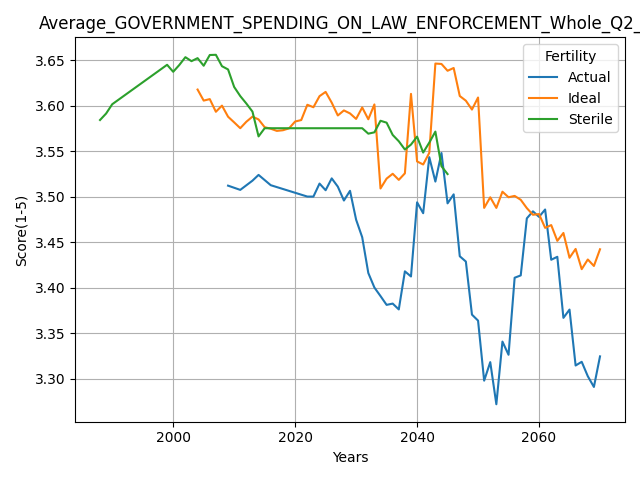 Average_GOVERNMENT_SPENDING_ON_LAW_ENFORCEMENT_Whole_Q2_
Fertility
Actual
Ideal
Sterile
Score(1-5)
3.65
3.60
3.55
3.50
3.45
3.40
3.35
3.30
2000
2020
2040
2060
Years